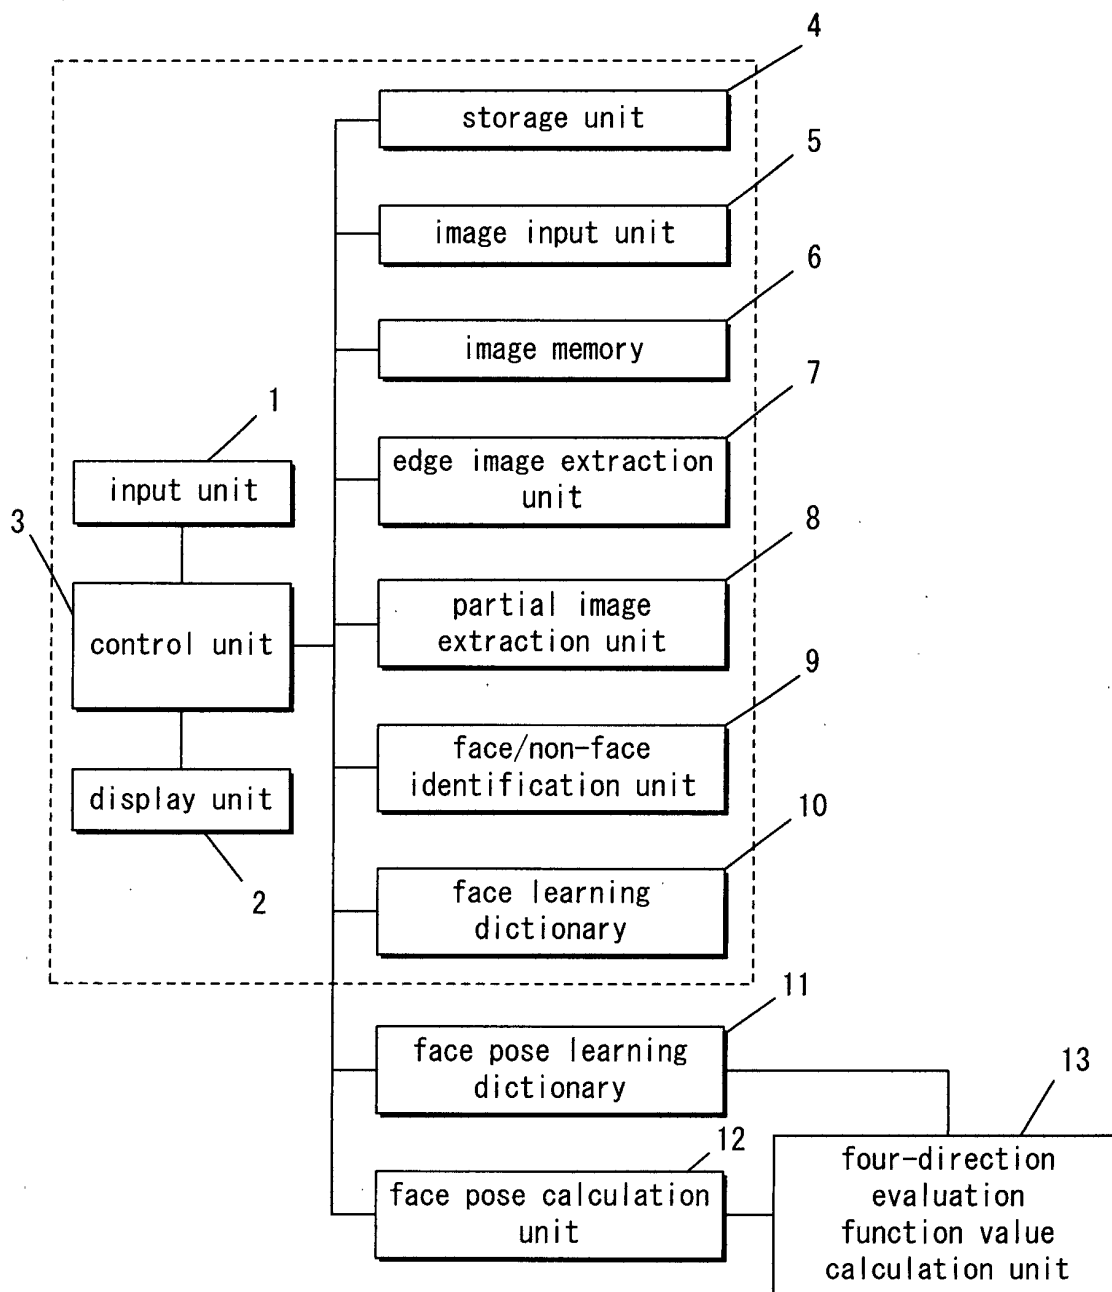 4
storage unit
5
image input unit
6
image memory
7
edge image extraction
unit
1
input unit
3
control unit
8
partial image
extraction unit
9
face/non-face
identification unit
display unit
2
10
face learning
dictionary
11
face pose learning
dictionary
13
12
face pose calculation
unit
four-direction
evaluation
function value
calculation unit